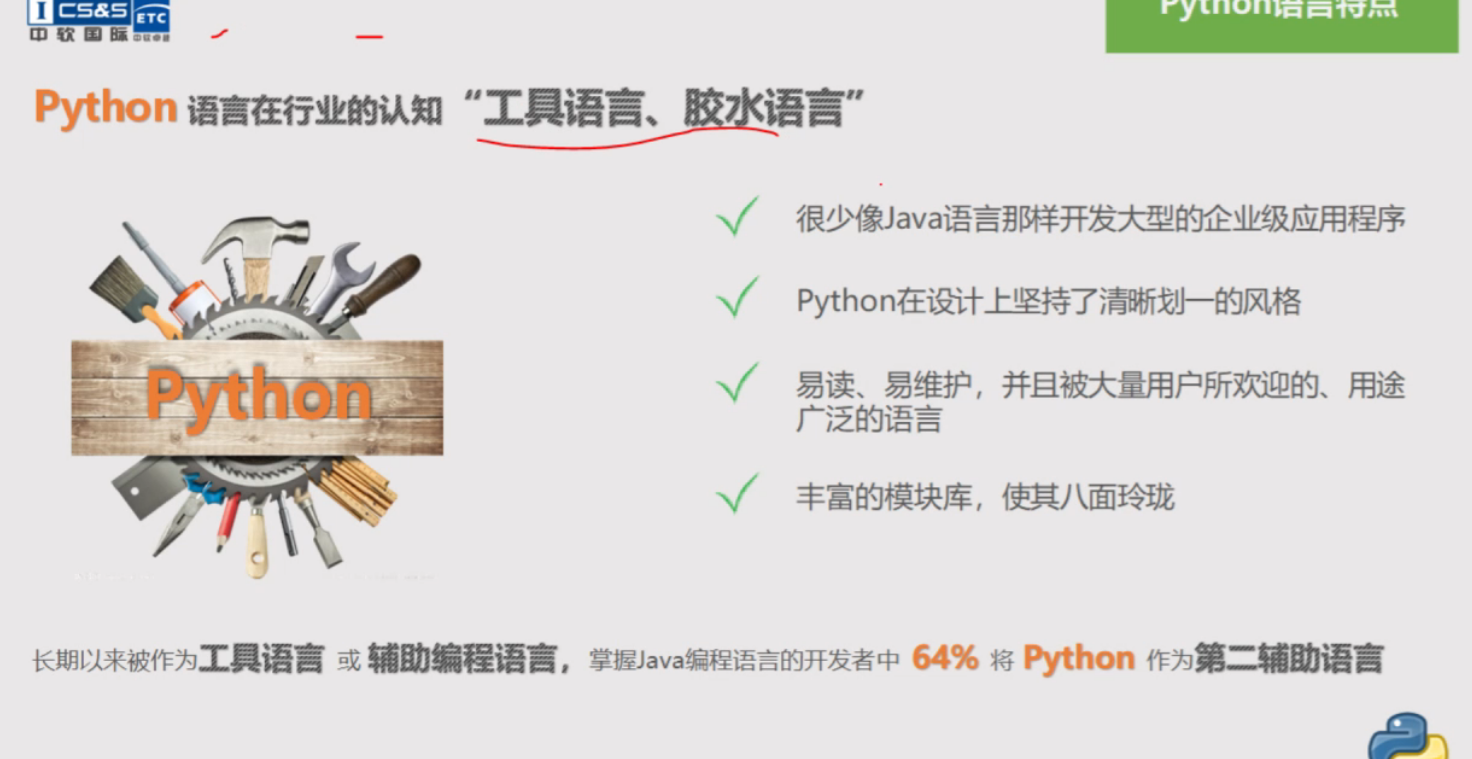 I CS&S ETC
中软国际
Python语言特点
Python 语言在行业的认知 “工具语言、胶水语言”
很少像Java语言那样开发大型的企业级应用程序
Python在设计上坚持了清晰划一的风格
Python
易读、易维护，并且被大量用户所欢迎的、用途
广泛的语言
丰富的模块库，使其八面玲珑
长期以来被作为工具语言 或 辅助编程语言，掌握Java编程语言的开发者中 64% 将 Python 作为第二辅助语言